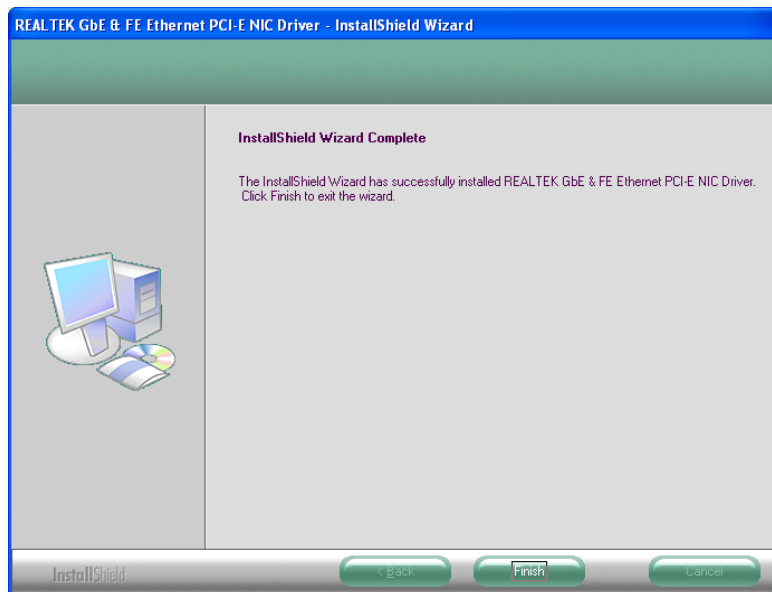 REALTEK GbE & FE Ethernet PCI-E NIC Driver - InstallShield Wizard
InstallShield Wizard Complete
The InstallShield Wizard has successfully installed REALTEK GbE & FE Ethernet PCI-E NIC Driver.
Click Finish to exit the wizard.
InstallShield
< Back
Finish
Cancel